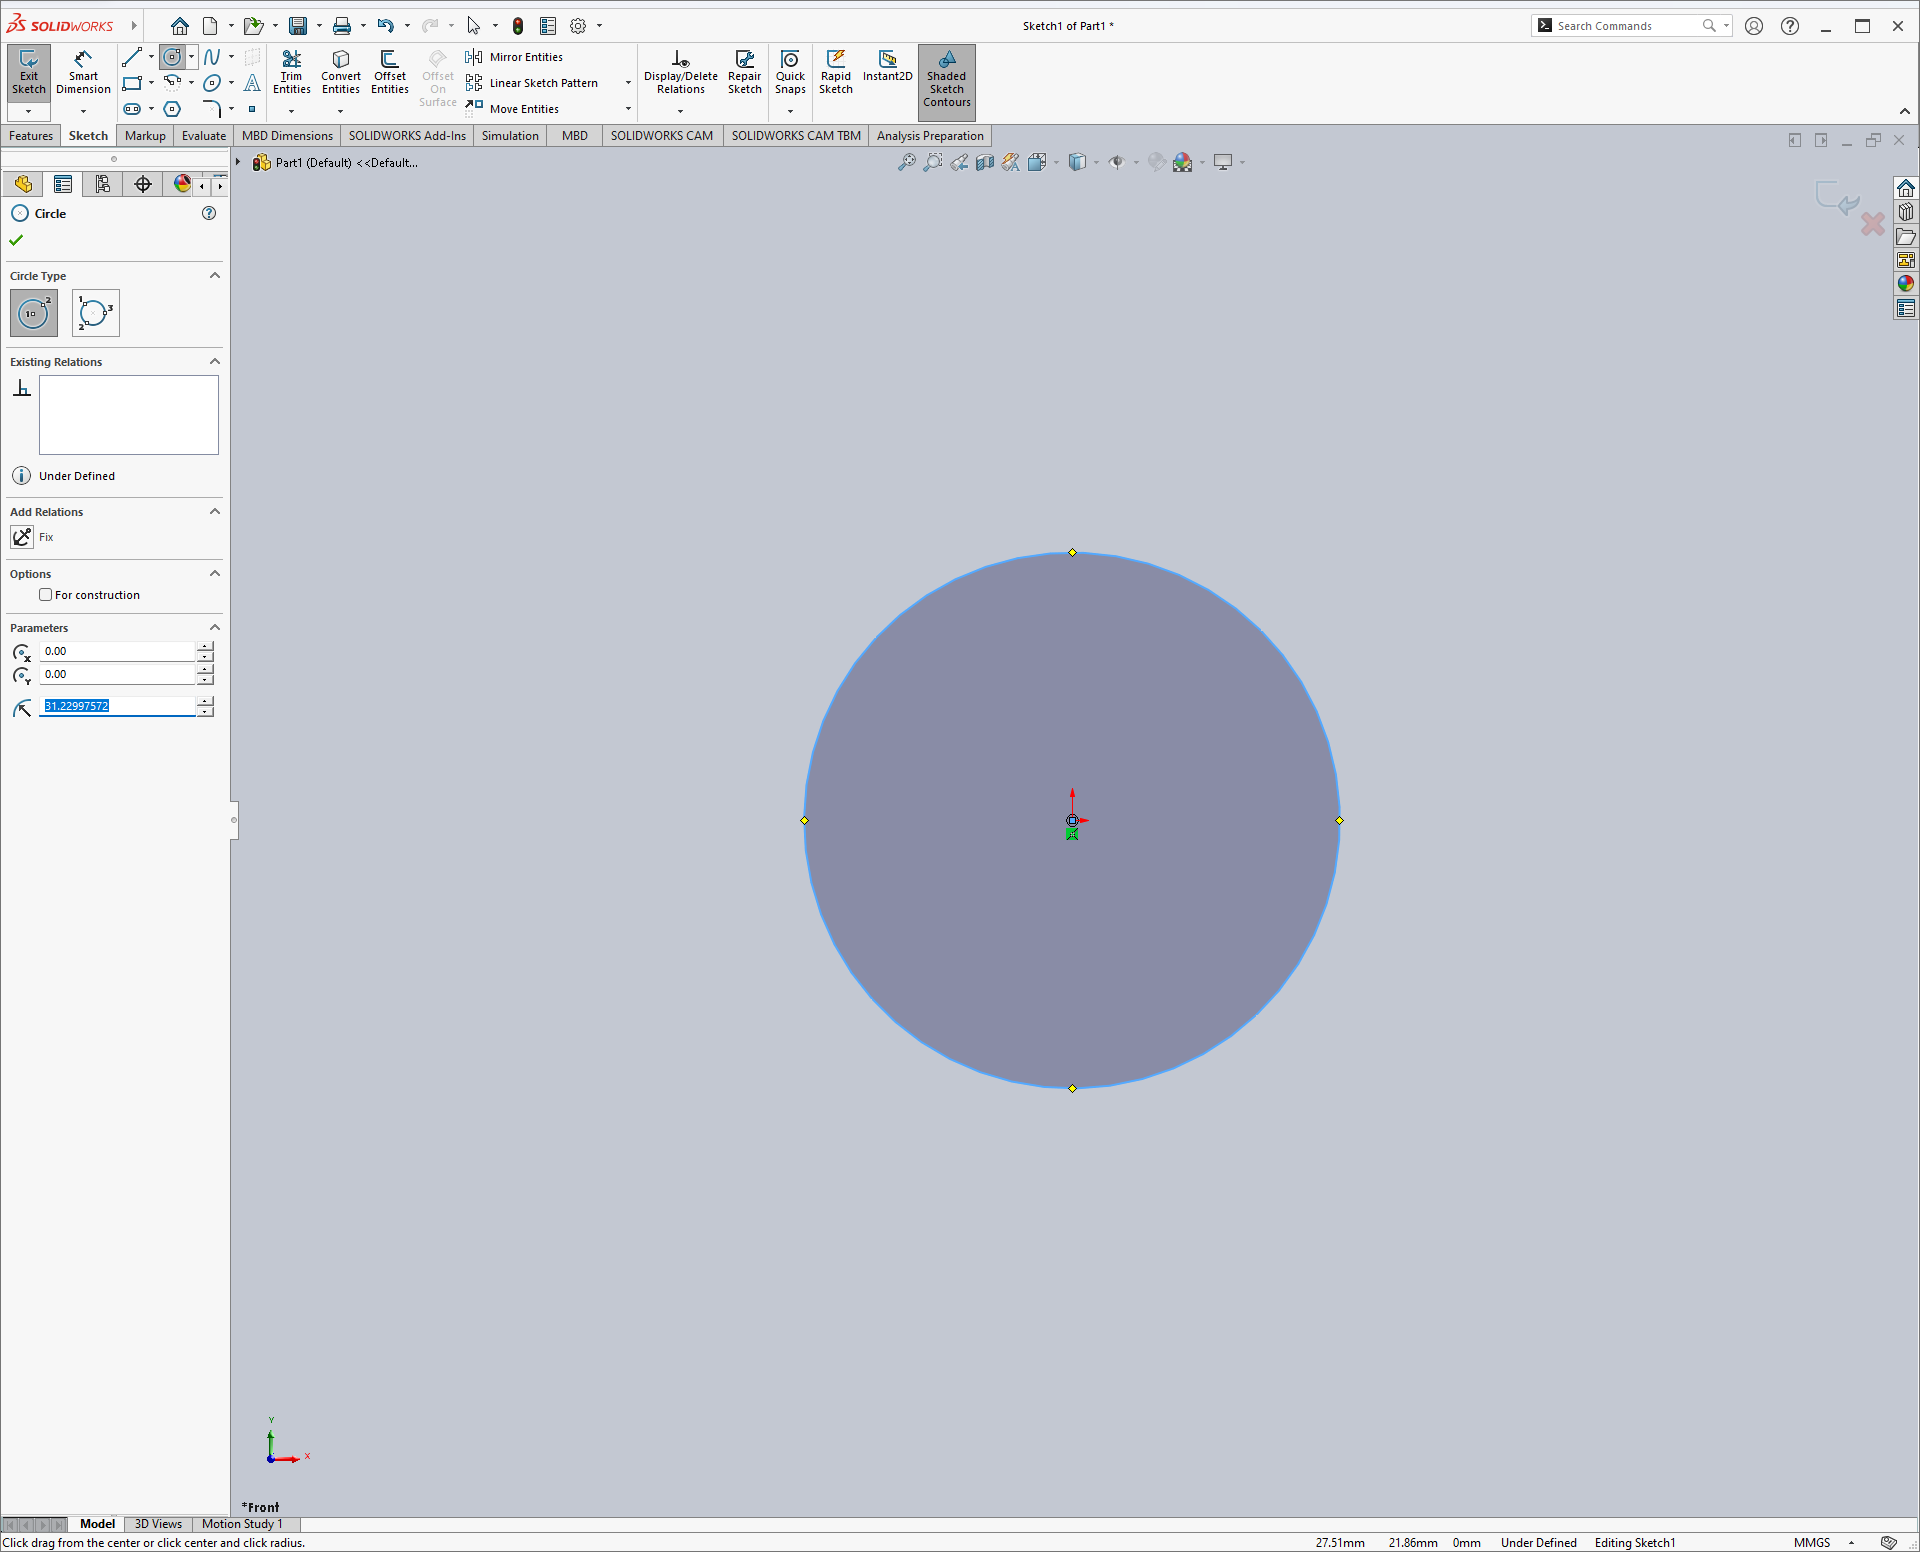 SOLIDWORKS
Sketch1 of Part1 *
Search Commands
Exit Sketch
Smart Dimension
Trim Entities
Convert Entities
Offset Entities
Offset On Surface
Mirror Entities
Linear Sketch Pattern
Move Entities
Display/Delete Relations
Repair Sketch
Quick Snaps
Rapid Sketch
Instant2D
Shaded Sketch Contours
Features Sketch Markup Evaluate MBD Dimensions SOLIDWORKS Add-Ins Simulation MBD SOLIDWORKS CAM SOLIDWORKS CAM TBM Analysis Preparation
Part1 (Default) <<Default...
Circle
Circle Type
1 2
1 2 3
Existing Relations
Under Defined
Add Relations
Fix
Options
For construction
Parameters
X 0.00
Y 0.00
31.22997572
Y
X
*Front
Model 3D Views Motion Study 1
Click drag from the center or click center and click radius.
27.51mm 21.86mm 0mm Under Defined Editing Sketch1 MMGS